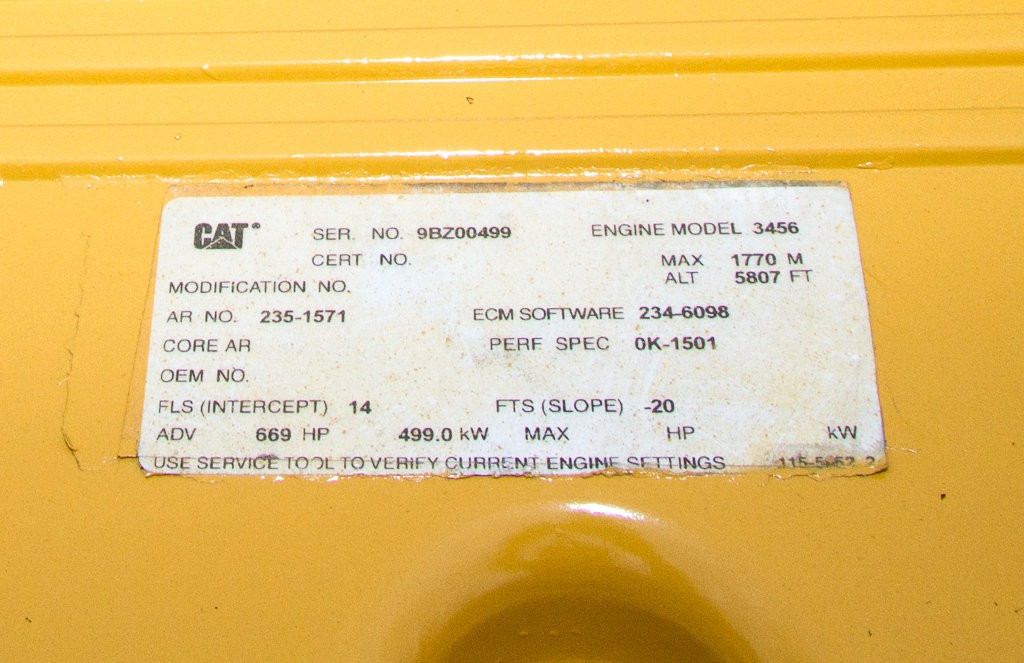 CAT® SER. NO. 9BZ00499 ENGINE MODEL 3456
CERT NO. MAX 1770 M
ALT 5807 FT
MODIFICATION NO.
AR NO. 235-1571 ECM SOFTWARE 234-6098
CORE AR PERF SPEC 0K-1501
OEM NO.
FLS (INTERCEPT) 14 FTS (SLOPE) -20
ADV 669 HP 499.0 kW MAX HP kW
USE SERVICE TOOL TO VERIFY CURRENT ENGINE SETTINGS